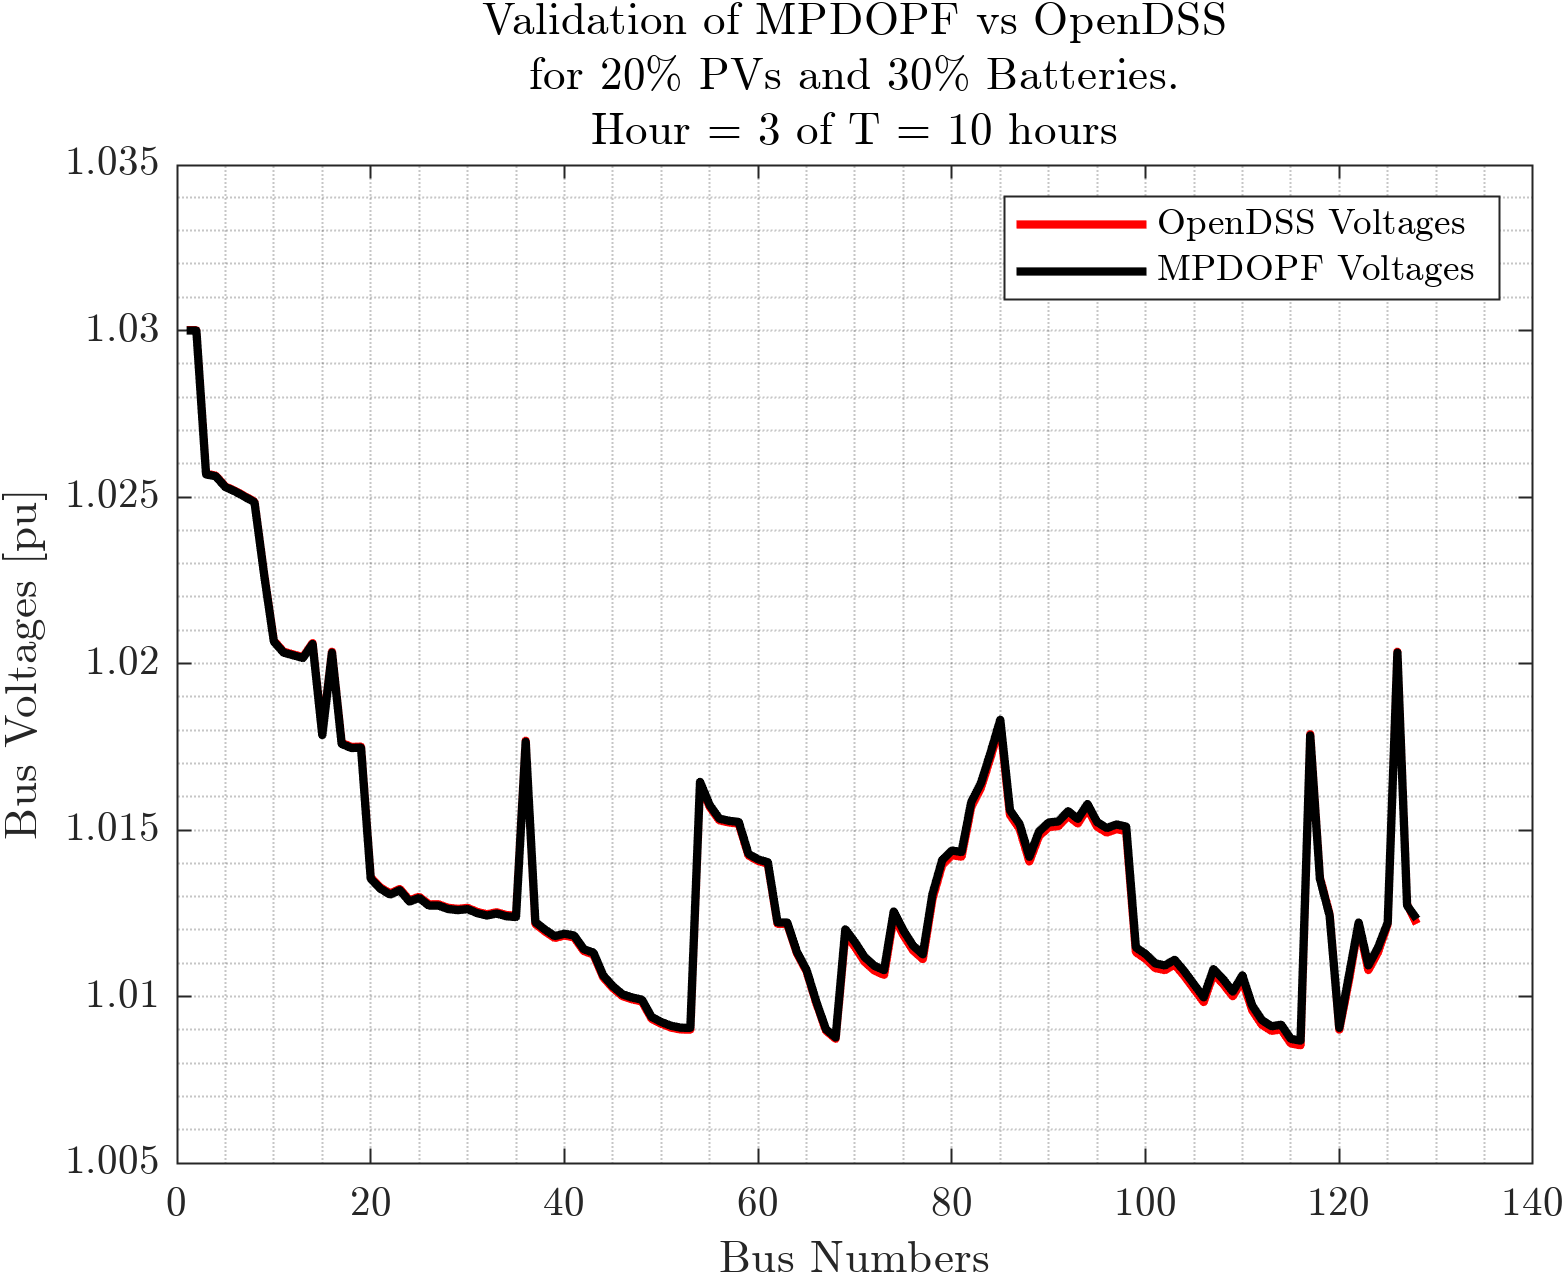 Validation of MPDOPF vs OpenDSS
for 20% PVs and 30% Batteries.
Hour = 3 of T = 10 hours
1.035
1.03
1.025
1.02
1.015
1.01
1.005
Bus Voltages [pu]
OpenDSS Voltages
MPDOPF Voltages
0 20 40 60 80 100 120 140
Bus Numbers